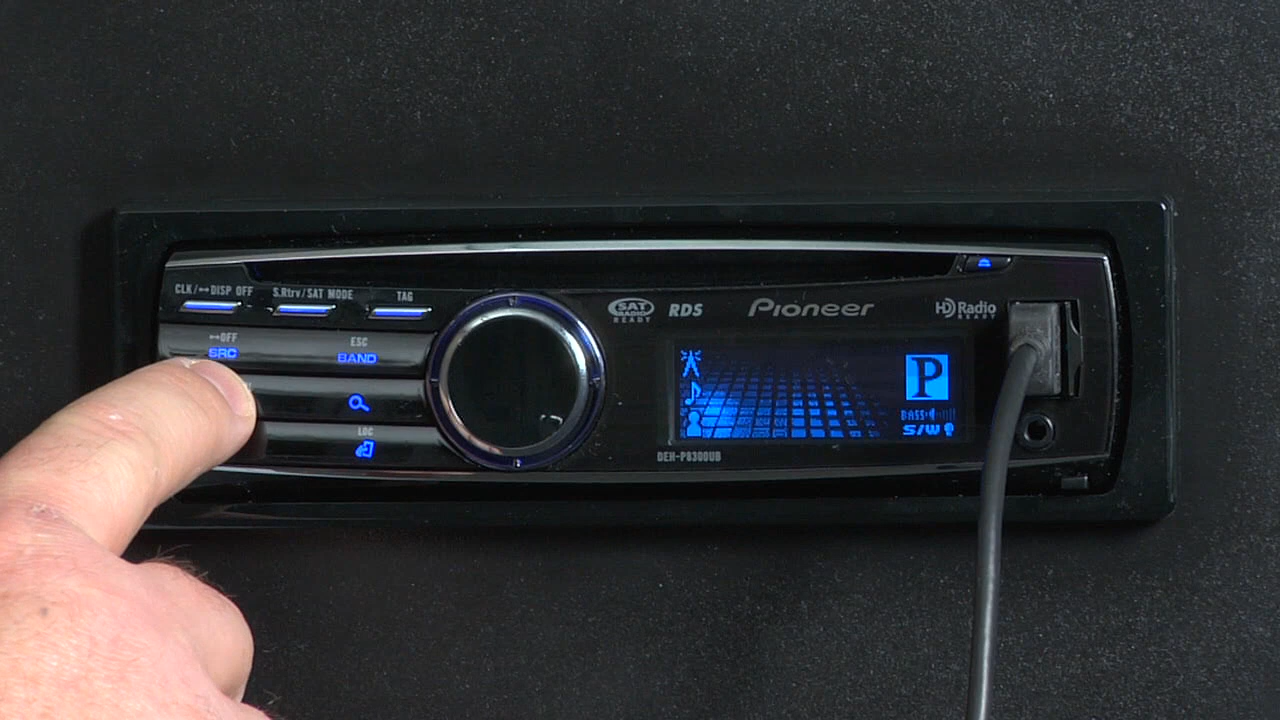 CLK/↔DISP OFF
S.Rtrv/SAT MODE
TAG
↔OFF
SRC
ESC
BAND
LOC
SAT
RADIO
READY
RDS
Pioneer
HD Radio
READY
P
BASS
S/W
DEH-P8300UB